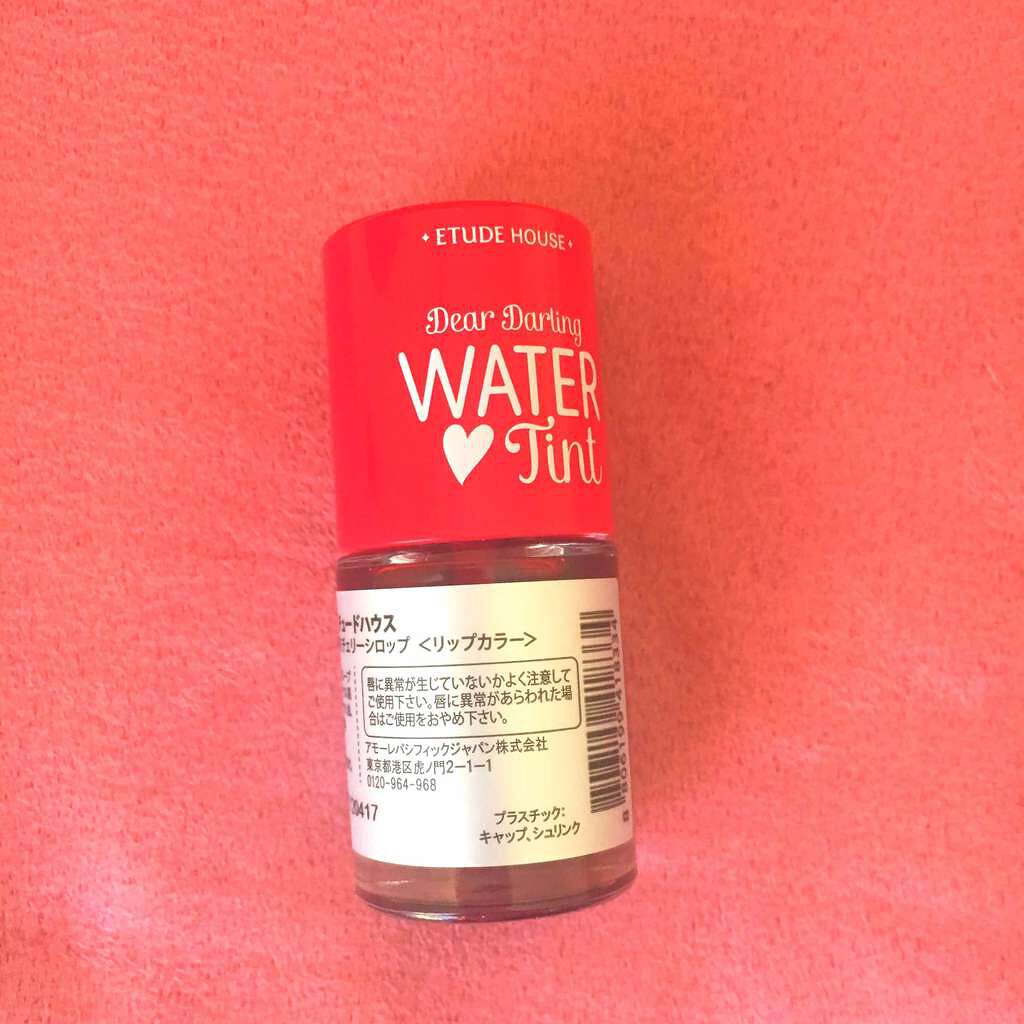 ETUDE HOUSE
Dear Darling
WATER
Tint
チュードハウス
チェリーシロップ <リップカラー>
唇に異常が生じていないかよく注意して
ご使用下さい。唇に異常があらわれた場
合はご使用をおやめ下さい。
アモーレパシフィックジャパン株式会社
東京都港区虎ノ門2-1-1
0120-964-968
20417
プラスチック:
キャップ、シュリンク